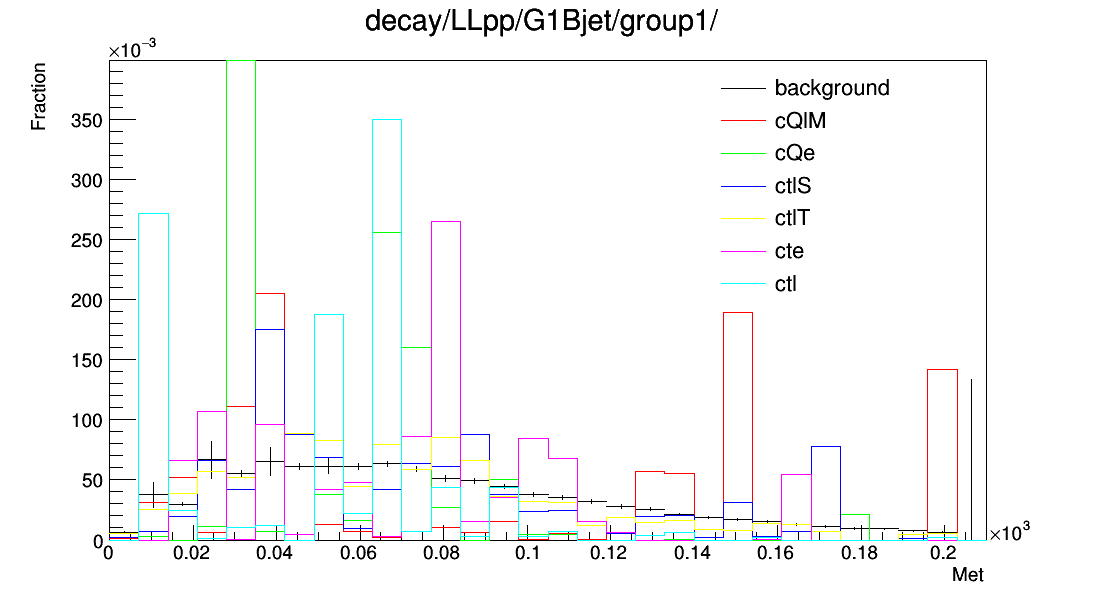 decay/LLpp/G1Bjet/group1/
×10⁻³
Fraction
350
300
250
200
150
100
50
0
background
cQlM
cQe
ctlS
ctlT
cte
ctl
0 0.02 0.04 0.06 0.08 0.1 0.12 0.14 0.16 0.18 0.2
×10³
Met